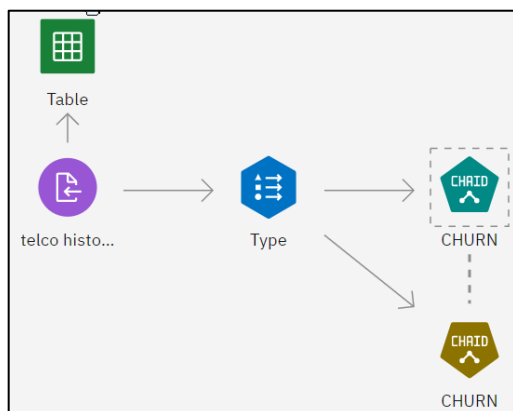 Table
CHAID
telco histo...
Type
CHURN
CHAID
CHURN